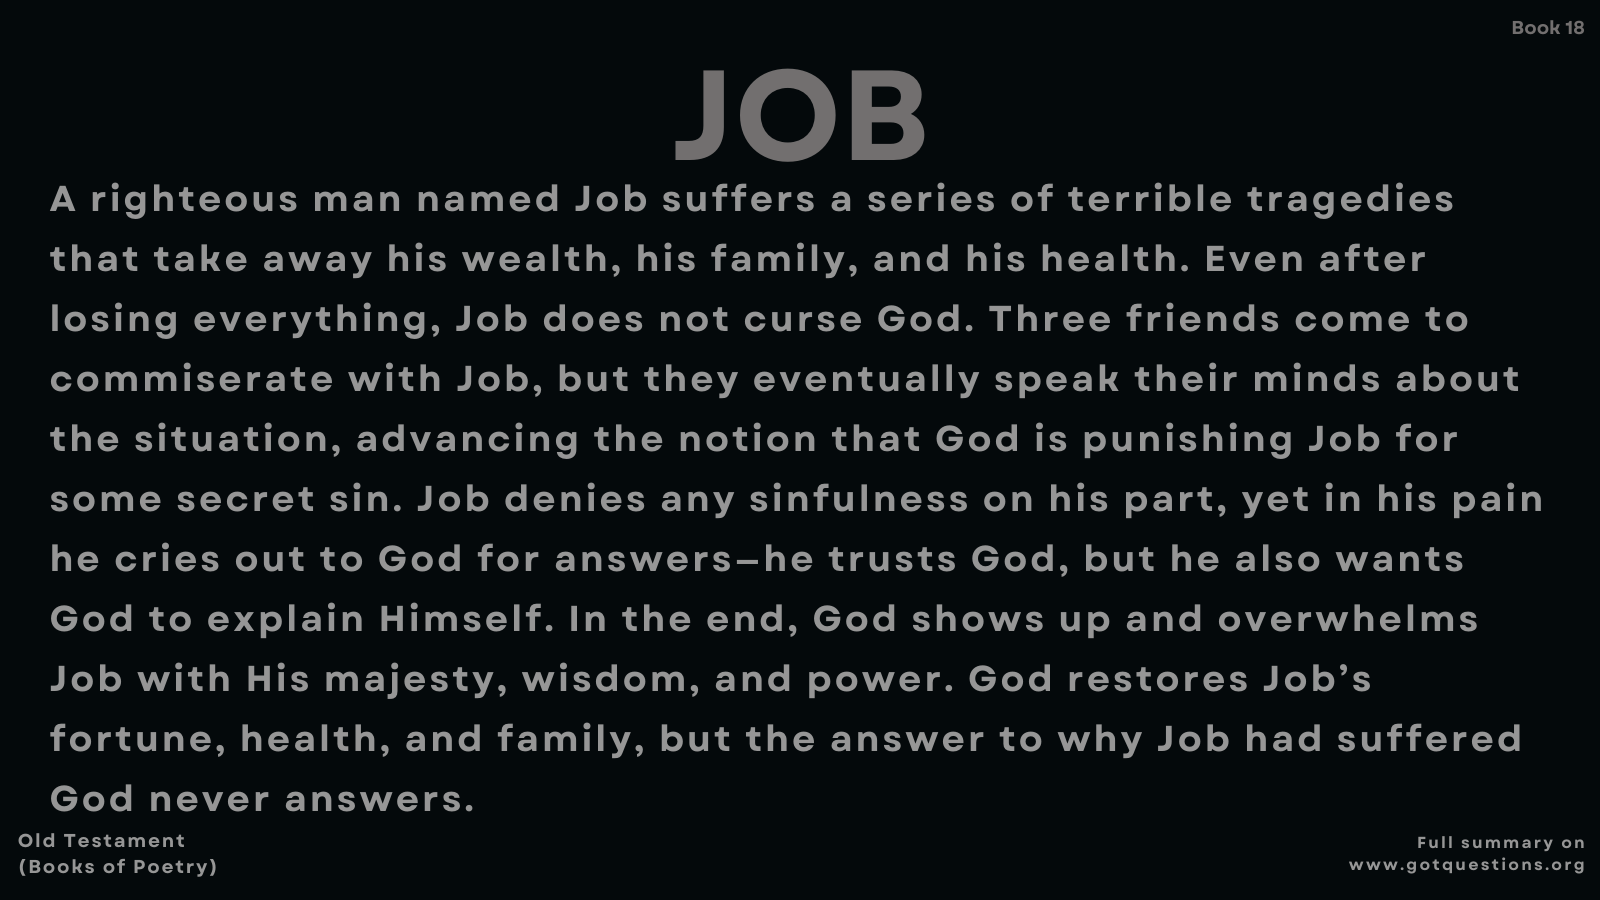 Book 18
JOB
A righteous man named Job suffers a series of terrible tragedies
that take away his wealth, his family, and his health. Even after
losing everything, Job does not curse God. Three friends come to
commiserate with Job, but they eventually speak their minds about
the situation, advancing the notion that God is punishing Job for
some secret sin. Job denies any sinfulness on his part, yet in his pain
he cries out to God for answers—he trusts God, but he also wants
God to explain Himself. In the end, God shows up and overwhelms
Job with His majesty, wisdom, and power. God restores Job’s
fortune, health, and family, but the answer to why Job had suffered
God never answers.
Old Testament
(Books of Poetry)
Full summary on
www.gotquestions.org